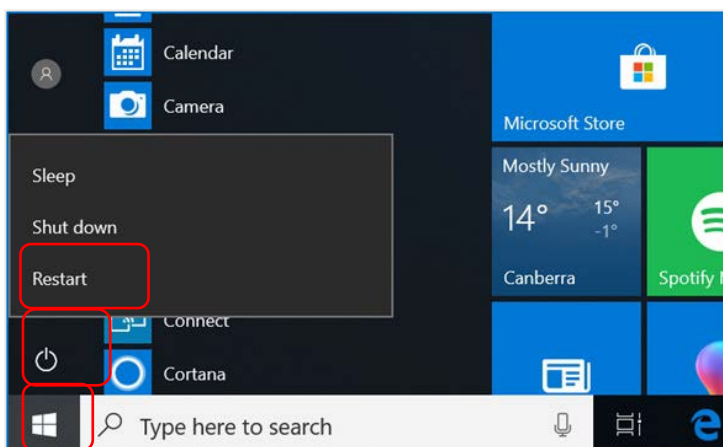 Calendar
Camera
Microsoft Store
Sleep
Shut down
Restart
Mostly Sunny
14° 15°
-1°
Canberra
Spotify
Connect
Cortana
Type here to search